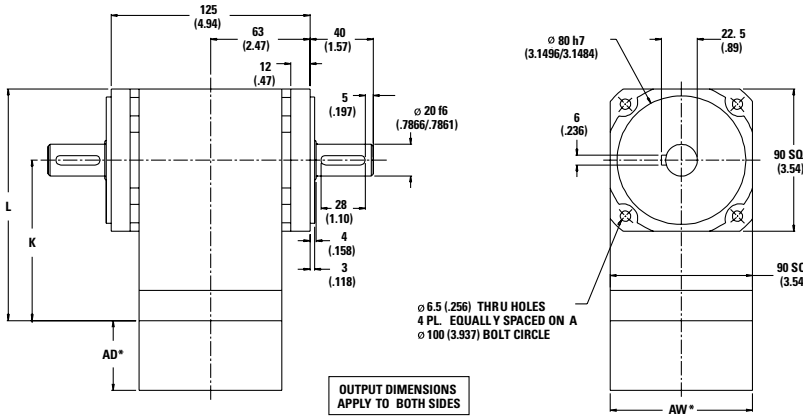 125
(4.94)
63
(2.47)
40
(1.57)
12
(.47)
5
(.197)
Ø 20 f6
(.7866/.7861)
L
K
28
(1.10)
4
(.158)
3
(.118)
AD*
OUTPUT DIMENSIONS
APPLY TO BOTH SIDES
Ø 80 h7
(3.1496/3.1484)
22. 5
(.89)
6
(.236)
90 SQ
(3.54
90 SQ
(3.54
Ø 6.5 (.256) THRU HOLES
4 PL. EQUALLY SPACED ON A
Ø 100 (3.937) BOLT CIRCLE
AW*